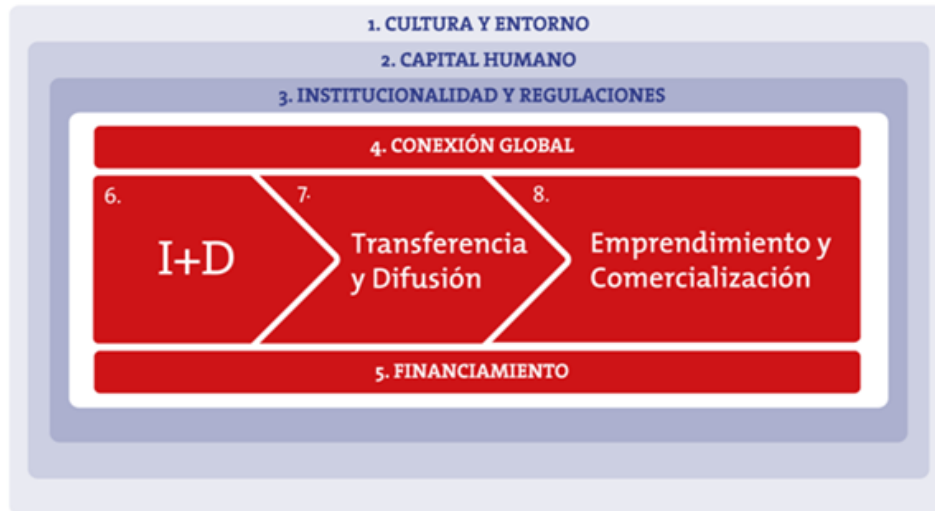 1. CULTURA Y ENTORNO
2. CAPITAL HUMANO
3. INSTITUCIONALIDAD Y REGULACIONES
4. CONEXIÓN GLOBAL
6.
I+D
7.
Transferencia
y Difusión
8.
Emprendimiento y
Comercialización
5. FINANCIAMIENTO